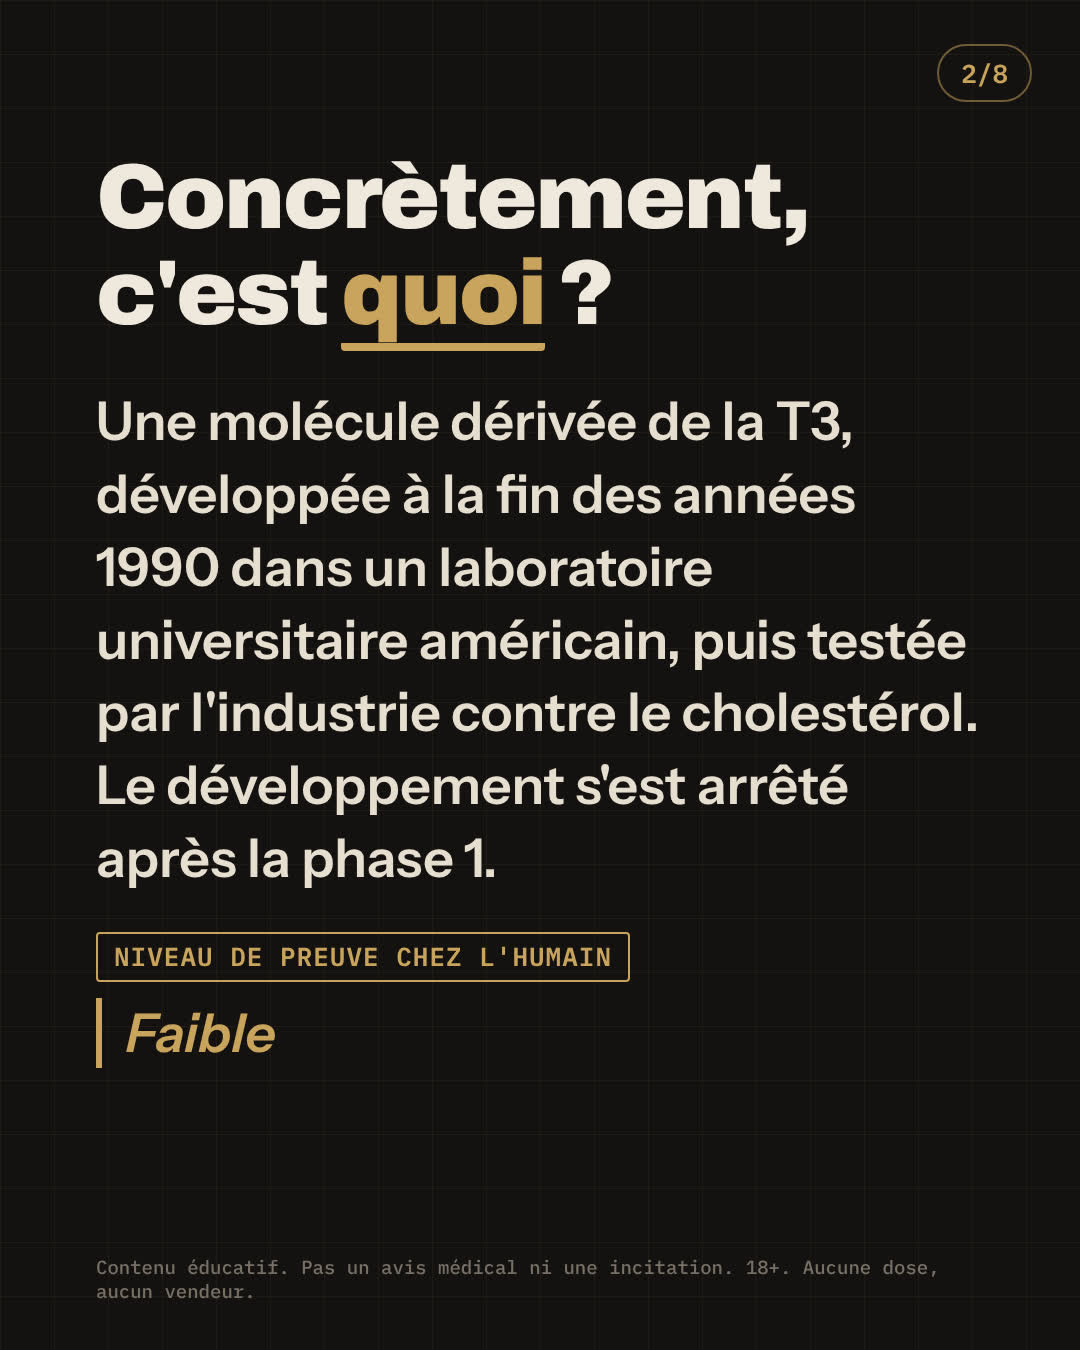 2/8
Concrètement,
c'est quoi ?
Une molécule dérivée de la T3,
développée à la fin des années
1990 dans un laboratoire
universitaire américain, puis testée
par l'industrie contre le cholestérol.
Le développement s'est arrêté
après la phase 1.
NIVEAU DE PREUVE CHEZ L'HUMAIN
Faible
Contenu éducatif. Pas un avis médical ni une incitation. 18+. Aucune dose,
aucun vendeur.